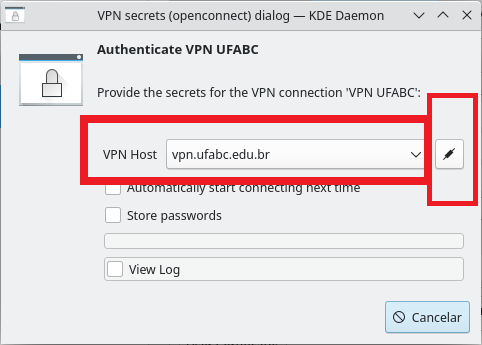 VPN secrets (openconnect) dialog — KDE Daemon
Authenticate VPN UFABC
Provide the secrets for the VPN connection 'VPN UFABC':
VPN Host vpn.ufabc.edu.br
Automatically start connecting next time
Store passwords
View Log
Cancelar